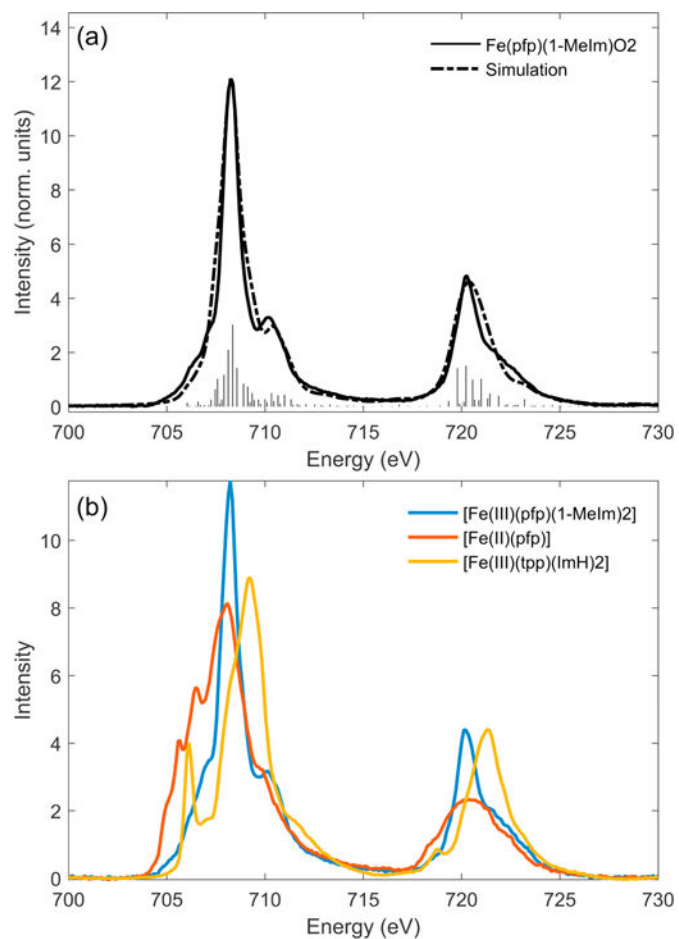 (a)
Fe(pfp)(1-MeIm)O2
Simulation
14
12
10
8
6
4
2
0
Intensity (norm. units)
700 705 710 715 720 725 730
Energy (eV)
(b)
[Fe(III)(pfp)(1-MeIm)2]
[Fe(II)(pfp)]
[Fe(III)(tpp)(ImH)2]
10
8
6
4
2
0
Intensity
700 705 710 715 720 725 730
Energy (eV)